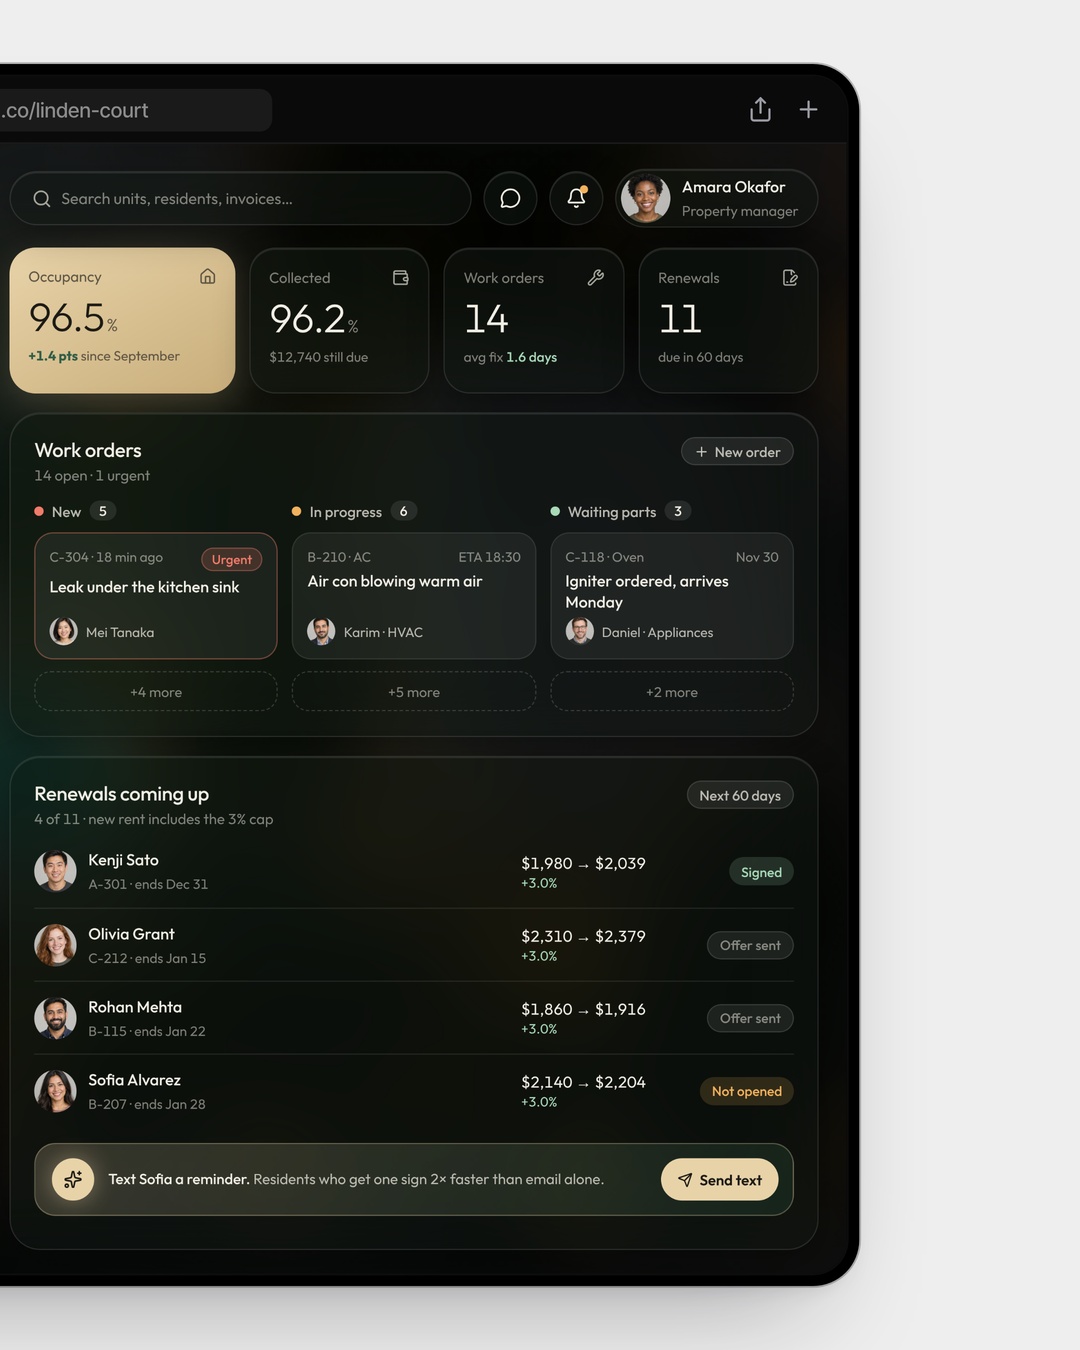 .co/linden-court
Search units, residents, invoices...
Amara Okafor
Property manager
Occupancy
96.5%
+1.4 pts since September
Collected
96.2%
$12,740 still due
Work orders
14
avg fix 1.6 days
Renewals
11
due in 60 days
Work orders
14 open · 1 urgent
New order
New 5
In progress 6
Waiting parts 3
C-304 · 18 min ago
Urgent
Leak under the kitchen sink
Mei Tanaka
B-210 · AC
ETA 18:30
Air con blowing warm air
Karim · HVAC
C-118 · Oven
Nov 30
Igniter ordered, arrives
Monday
Daniel · Appliances
+4 more
+5 more
+2 more
Renewals coming up
4 of 11 · new rent includes the 3% cap
Next 60 days
Kenji Sato
A-301 · ends Dec 31
$1,980 → $2,039
+3.0%
Signed
Olivia Grant
C-212 · ends Jan 15
$2,310 → $2,379
+3.0%
Offer sent
Rohan Mehta
B-115 · ends Jan 22
$1,860 → $1,916
+3.0%
Offer sent
Sofia Alvarez
B-207 · ends Jan 28
$2,140 → $2,204
+3.0%
Not opened
Text Sofia a reminder. Residents who get one sign 2× faster than email alone.
Send text